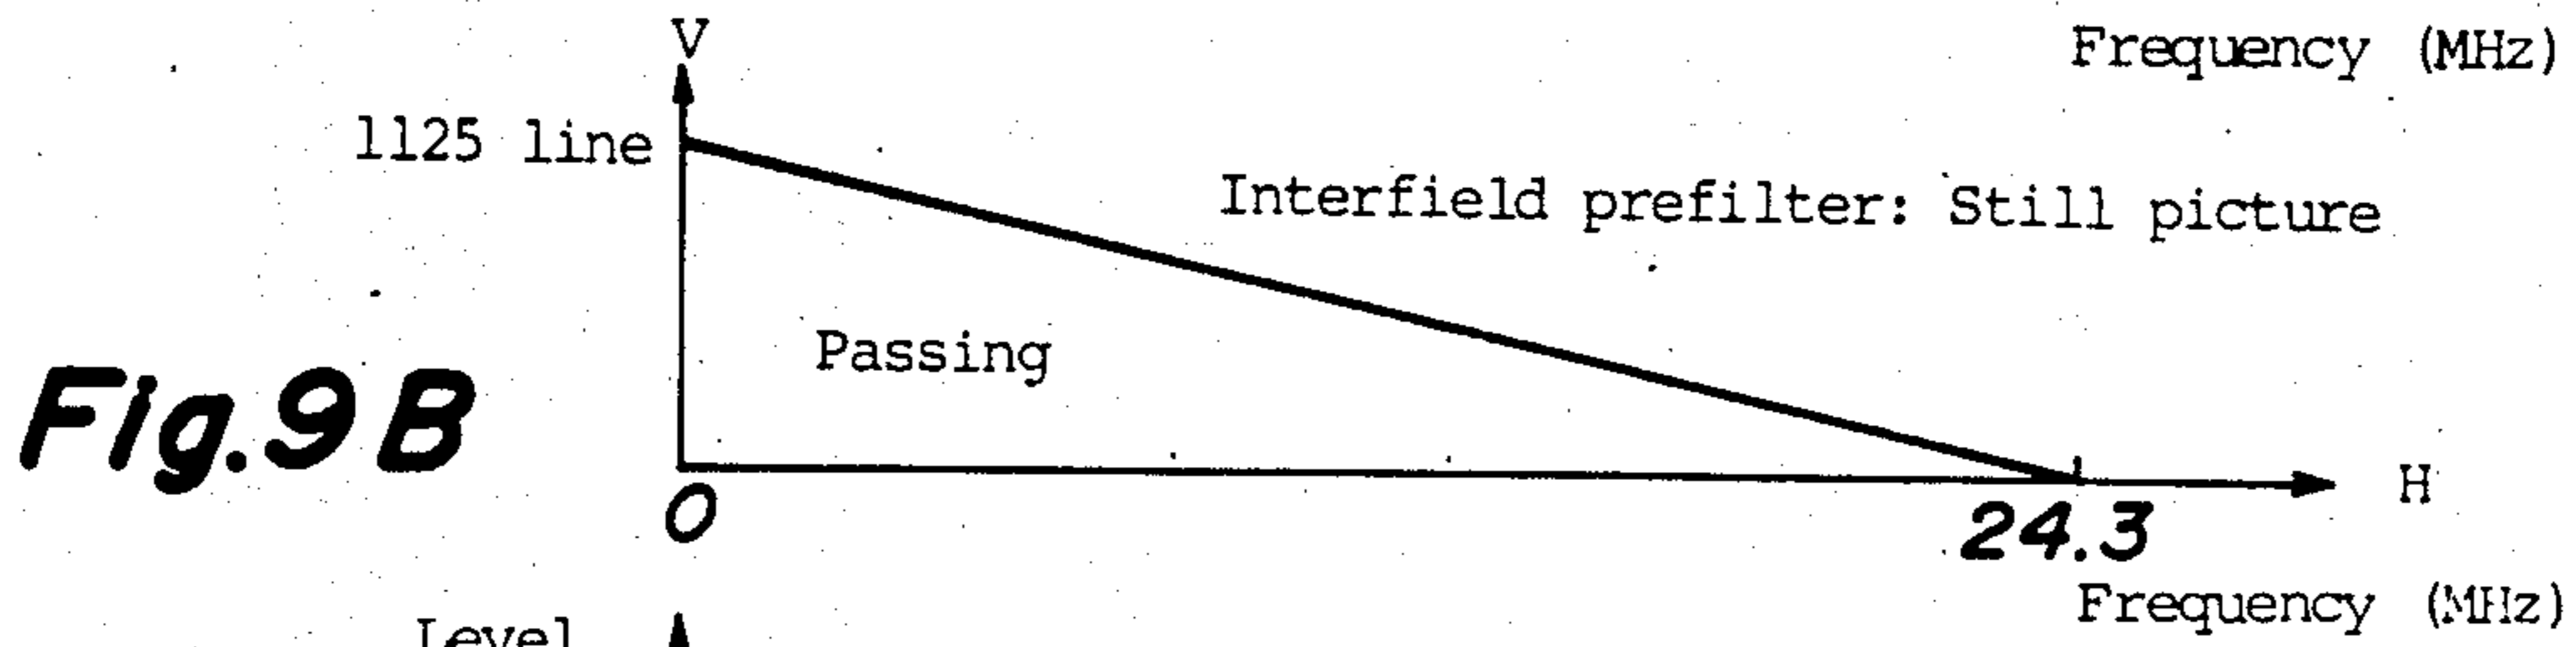 V
Frequency (MHz)
1125 line
Interfield prefilter: Still picture
Passing
Fig.9B
H
0
24.3
Frequency (MHz)
Level